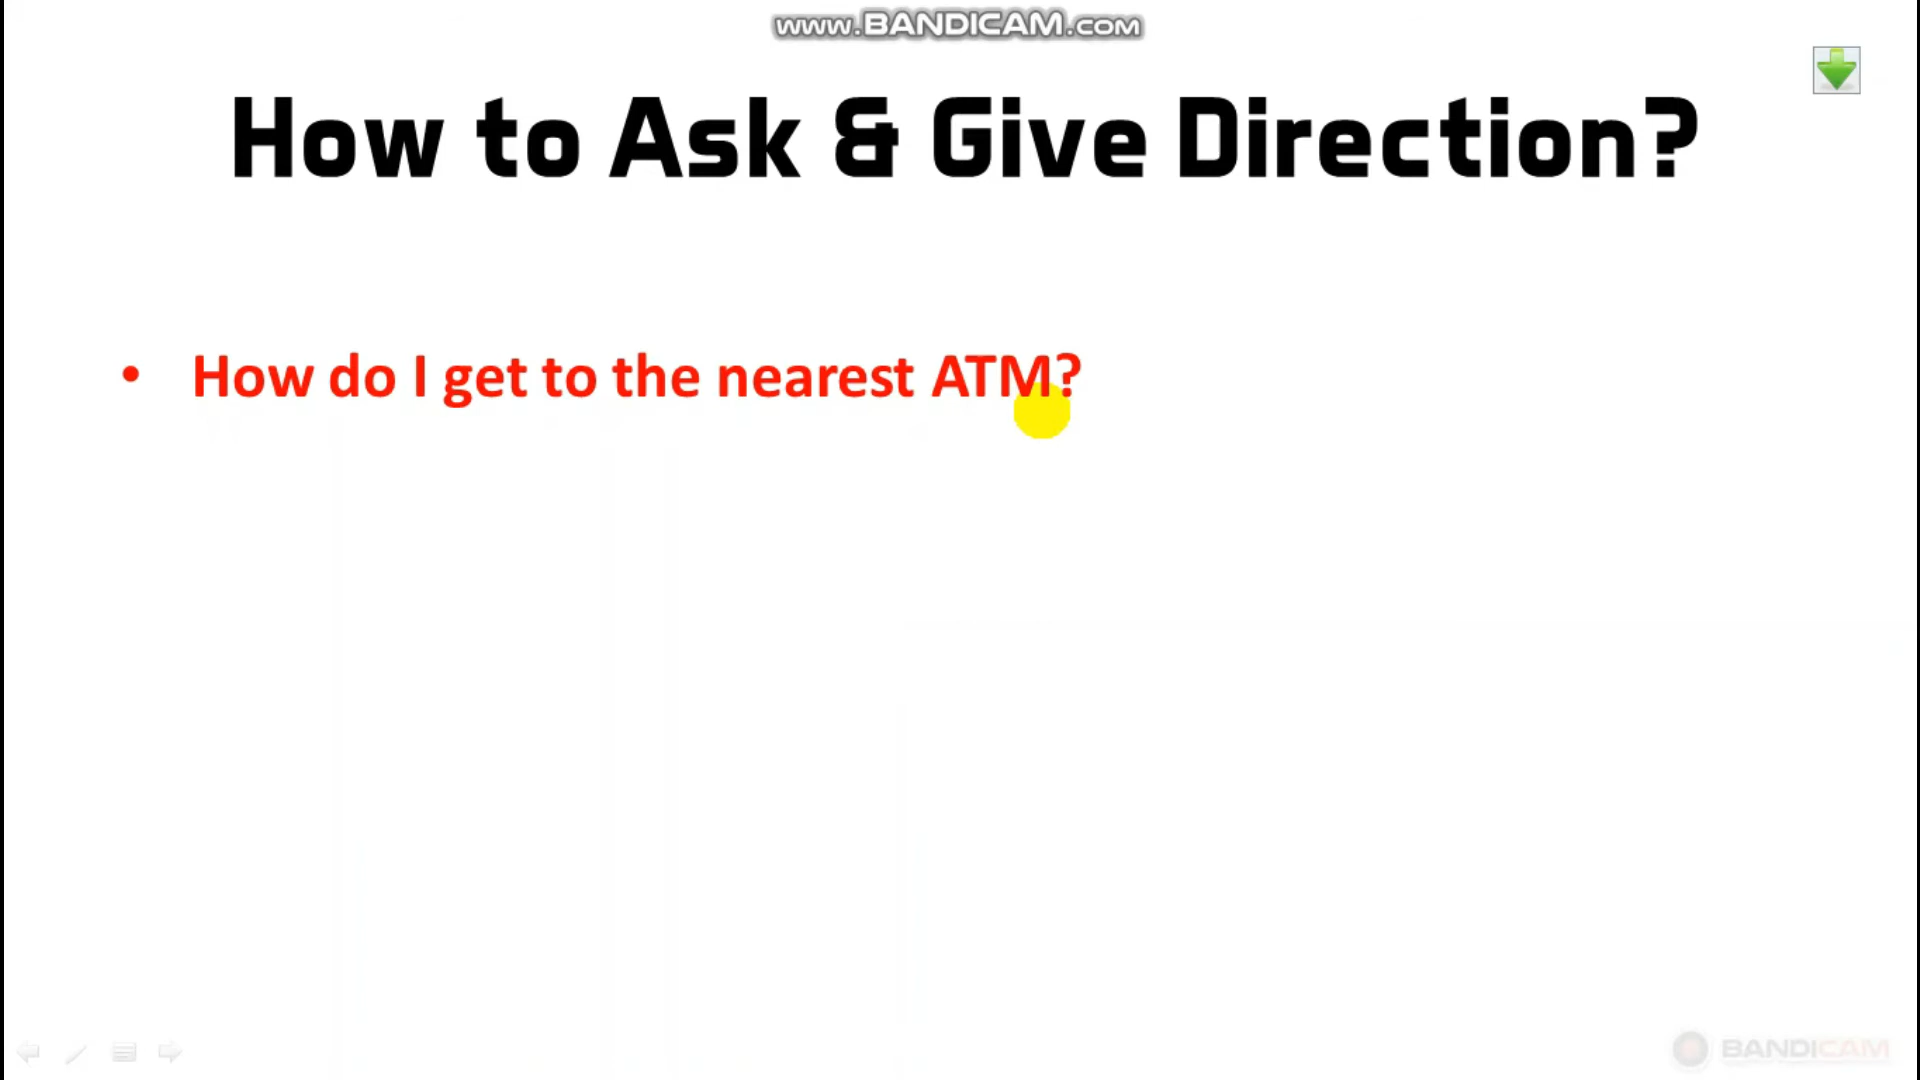 www.BANDICAM.com
How to Ask & Give Direction?
• How do I get to the nearest ATM?
BANDICAM